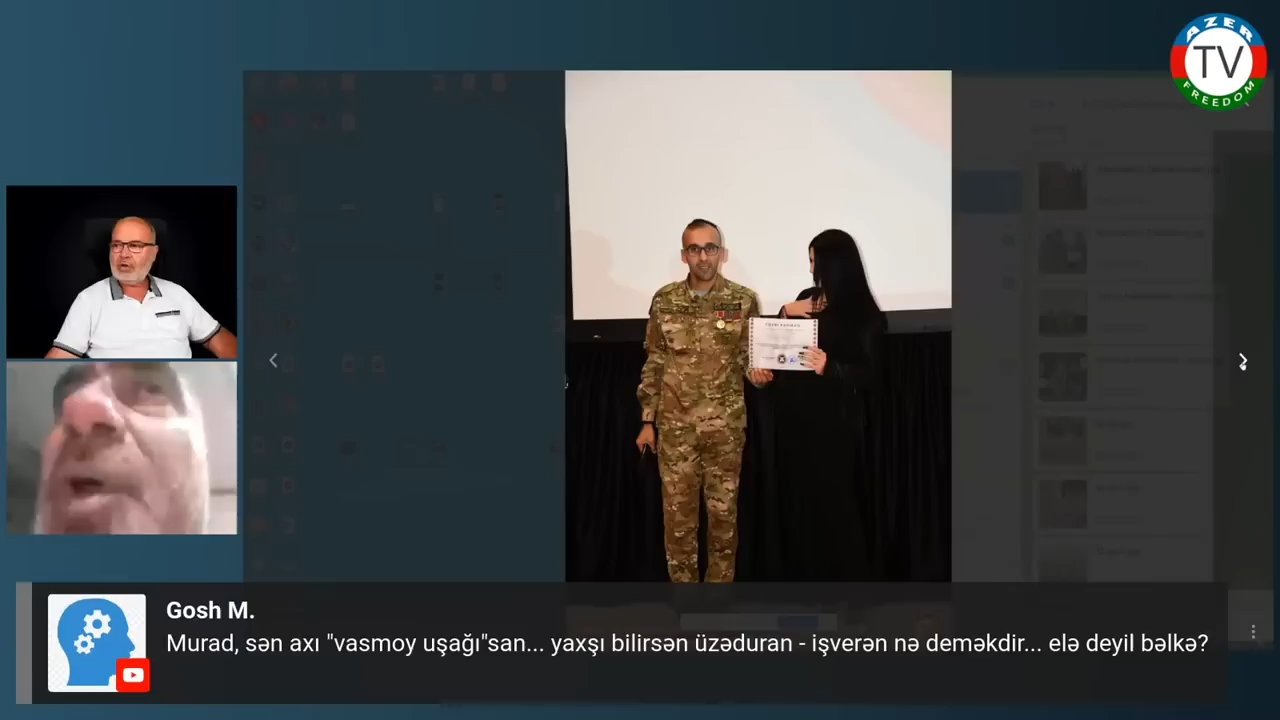 AZER
TV
FREEDOM
Gosh M.
Murad, sən axı "vasmoy uşağı"san... yaxşı bilirsən üzəduran - işverən nə deməkdir... elə deyil bəlkə?